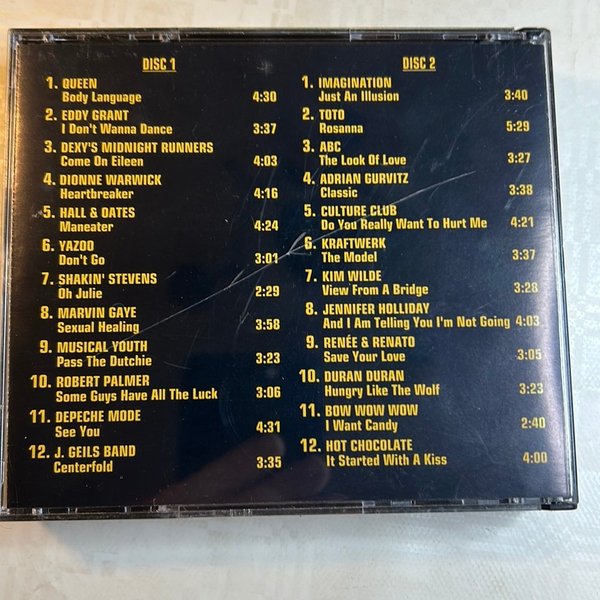 DISC 1
1. QUEEN
Body Language 4:30
2. EDDY GRANT
I Don't Wanna Dance 3:37
3. DEXY'S MIDNIGHT RUNNERS
Come On Eileen 4:03
4. DIONNE WARWICK
Heartbreaker 4:16
5. HALL & OATES
Maneater 4:24
6. YAZOO
Don't Go 3:01
7. SHAKIN' STEVENS
Oh Julie 2:29
8. MARVIN GAYE
Sexual Healing 3:58
9. MUSICAL YOUTH
Pass The Dutchie 3:23
10. ROBERT PALMER
Some Guys Have All The Luck 3:06
11. DEPECHE MODE
See You 4:31
12. J. GEILS BAND
Centerfold 3:35
DISC 2
1. IMAGINATION
Just An Illusion 3:40
2. TOTO
Rosanna 5:29
3. ABC
The Look Of Love 3:27
4. ADRIAN GURVITZ
Classic 3:38
5. CULTURE CLUB
Do You Really Want To Hurt Me 4:21
6. KRAFTWERK
The Model 3:37
7. KIM WILDE
View From A Bridge 3:28
8. JENNIFER HOLLIDAY
And I Am Telling You I'm Not Going 4:03
9. RENÉE & RENATO
Save Your Love 3:05
10. DURAN DURAN
Hungry Like The Wolf 3:23
11. BOW WOW WOW
I Want Candy 2:40
12. HOT CHOCOLATE
It Started With A Kiss 4:00